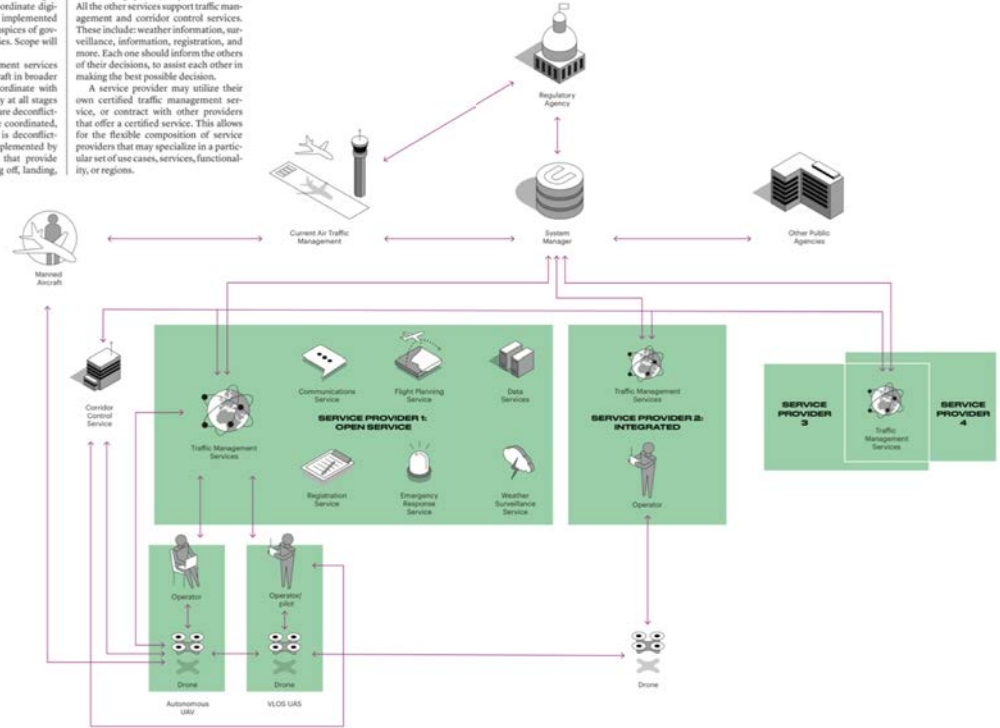 ordinate digi-
implemented
spices of gov-
ies. Scope will
ment services
raft in broader
ordinate with
y at all stages
are deconflict-
e coordinated,
is deconflict-
plemented by
that provide
g off, landing,
All the other services support traffic man-
agement and corridor control services.
These include: weather information, sur-
veillance, information, registration, and
more. Each one should inform the others
of their decisions, to assist each other in
making the best possible decision.
A service provider may utilize their
own certified traffic management ser-
vice, or contract with other providers
that offer a certified service. This allows
for the flexible composition of service
providers that may specialize in a partic-
ular set of use cases, services, functional-
ity, or regions.
Regulatory
Agency
Current Air Traffic
Management
System
Manager
Other Public
Agencies
Manned
Aircraft
Corridor
Control
Service
Traffic Management
Services
Communications
Service
Flight Planning
Service
Data
Services
SERVICE PROVIDER 1:
OPEN SERVICE
Registration
Service
Emergency
Response
Service
Weather
Surveillance
Service
Traffic Management
Services
SERVICE PROVIDER 2:
INTEGRATED
Operator
SERVICE
PROVIDER
3
Traffic
Management
Services
SERVICE
PROVIDER
4
Operator
Operator/
pilot
Drone
Drone
Drone
Autonomous
UAV
VLOS UAS